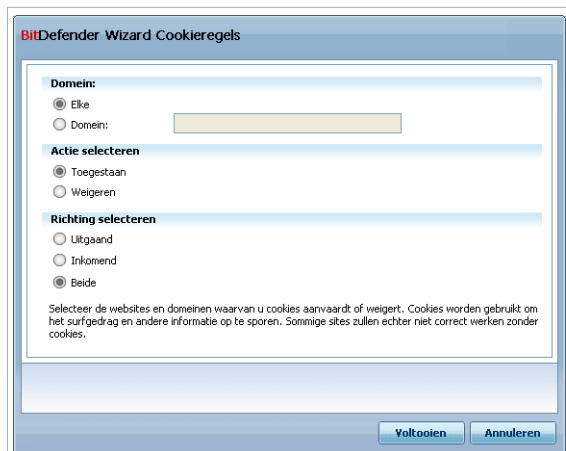 BitDefender Wizard Cookieregels
Domein:
Elke
Domein:
Actie selecteren
Toegestaan
Weigeren
Richting selecteren
Uitgaand
Inkomend
Beide
Selecteer de websites en domeinen waarvan u cookies aanvaardt of weigert. Cookies worden gebruikt om
het surfgedrag en andere informatie op te sporen. Sommige sites zullen echter niet correct werken zonder
cookies.
Voltooien Annuleren